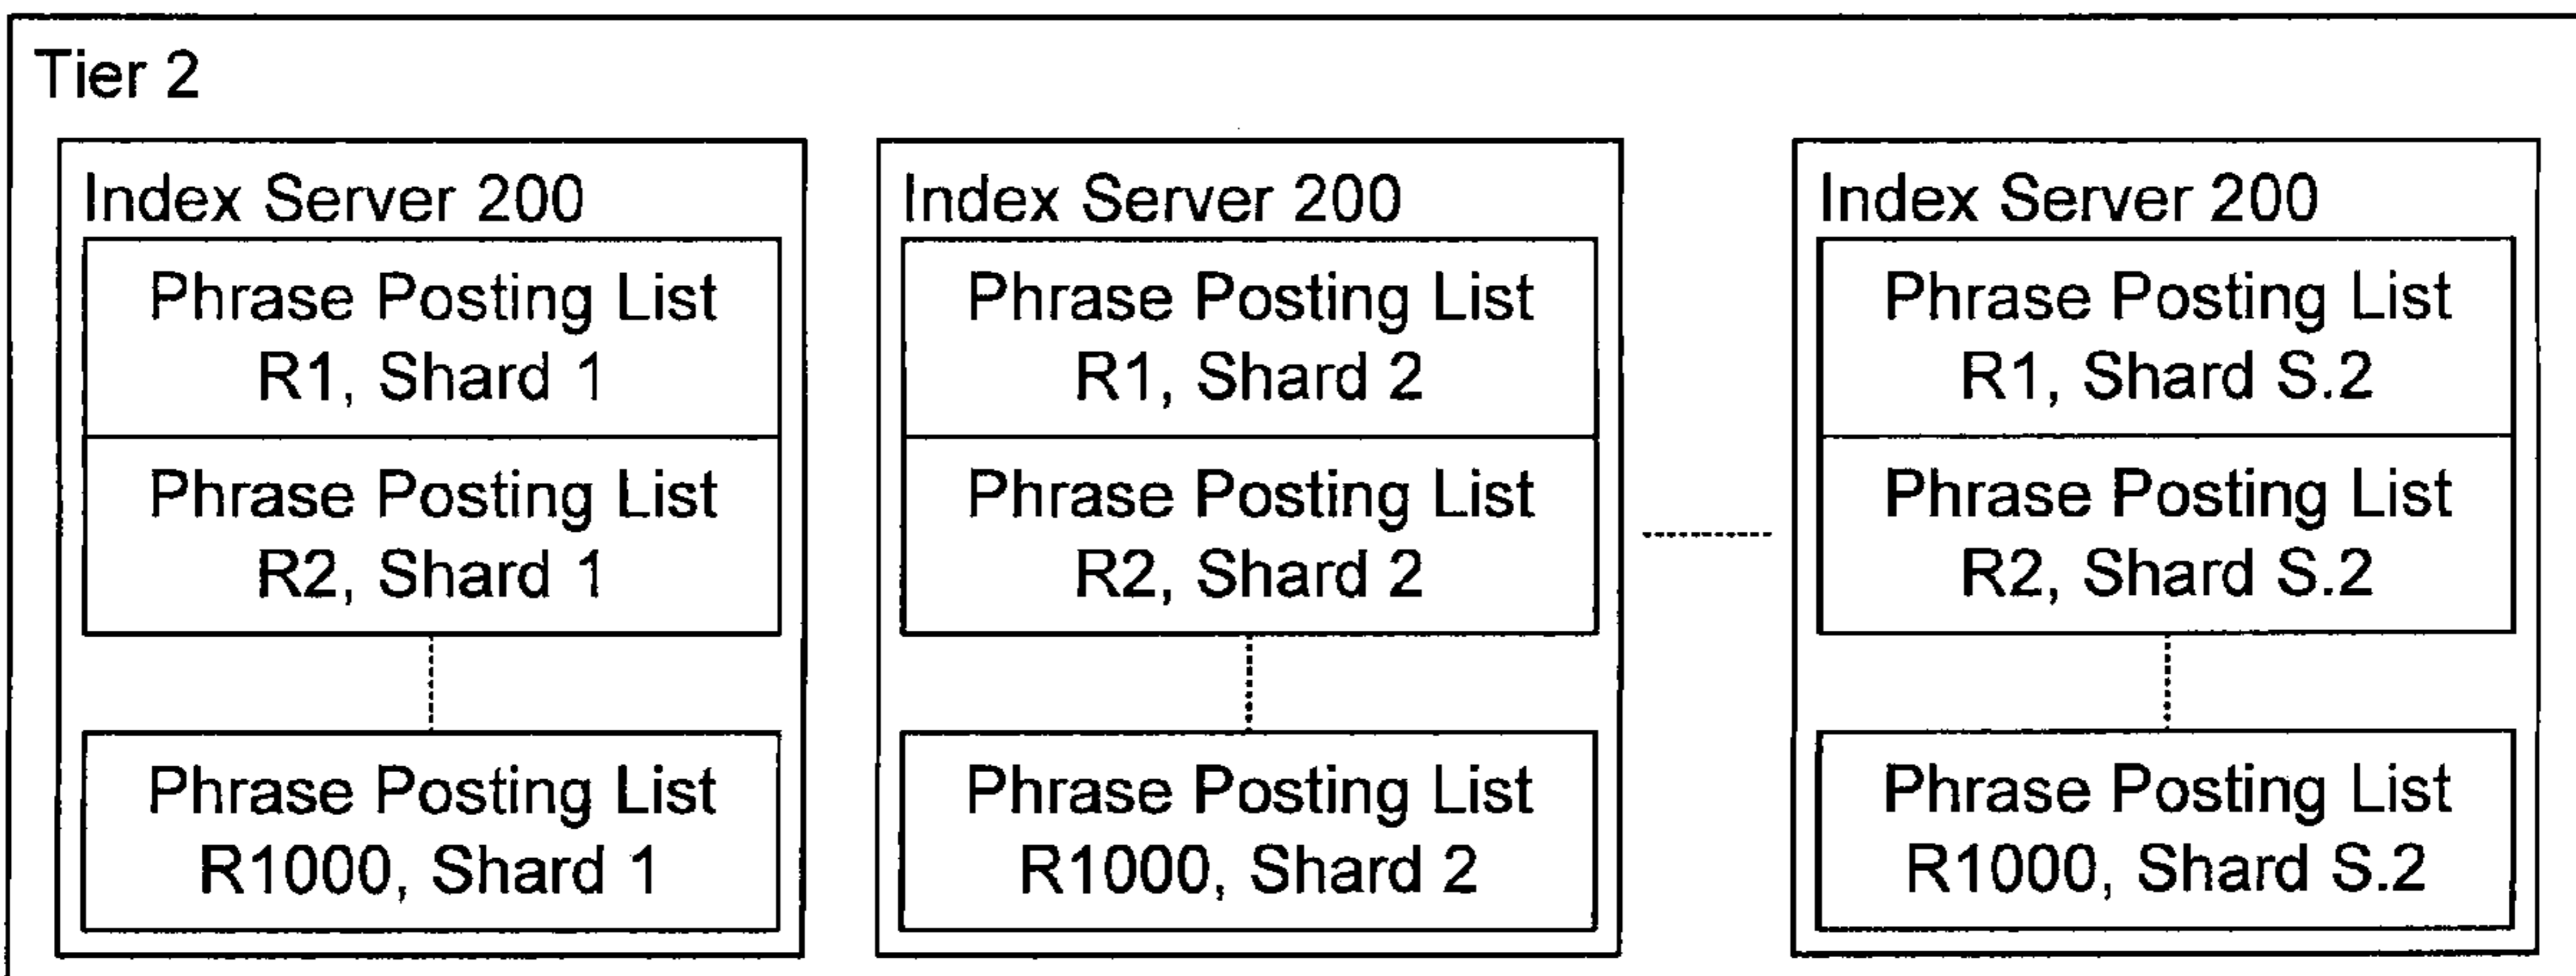 Tier 2
Index Server 200
Phrase Posting List
R1, Shard 1
Phrase Posting List
R2, Shard 1
Phrase Posting List
R1000, Shard 1
Index Server 200
Phrase Posting List
R1, Shard 2
Phrase Posting List
R2, Shard 2
Phrase Posting List
R1000, Shard 2
Index Server 200
Phrase Posting List
R1, Shard S.2
Phrase Posting List
R2, Shard S.2
Phrase Posting List
R1000, Shard S.2